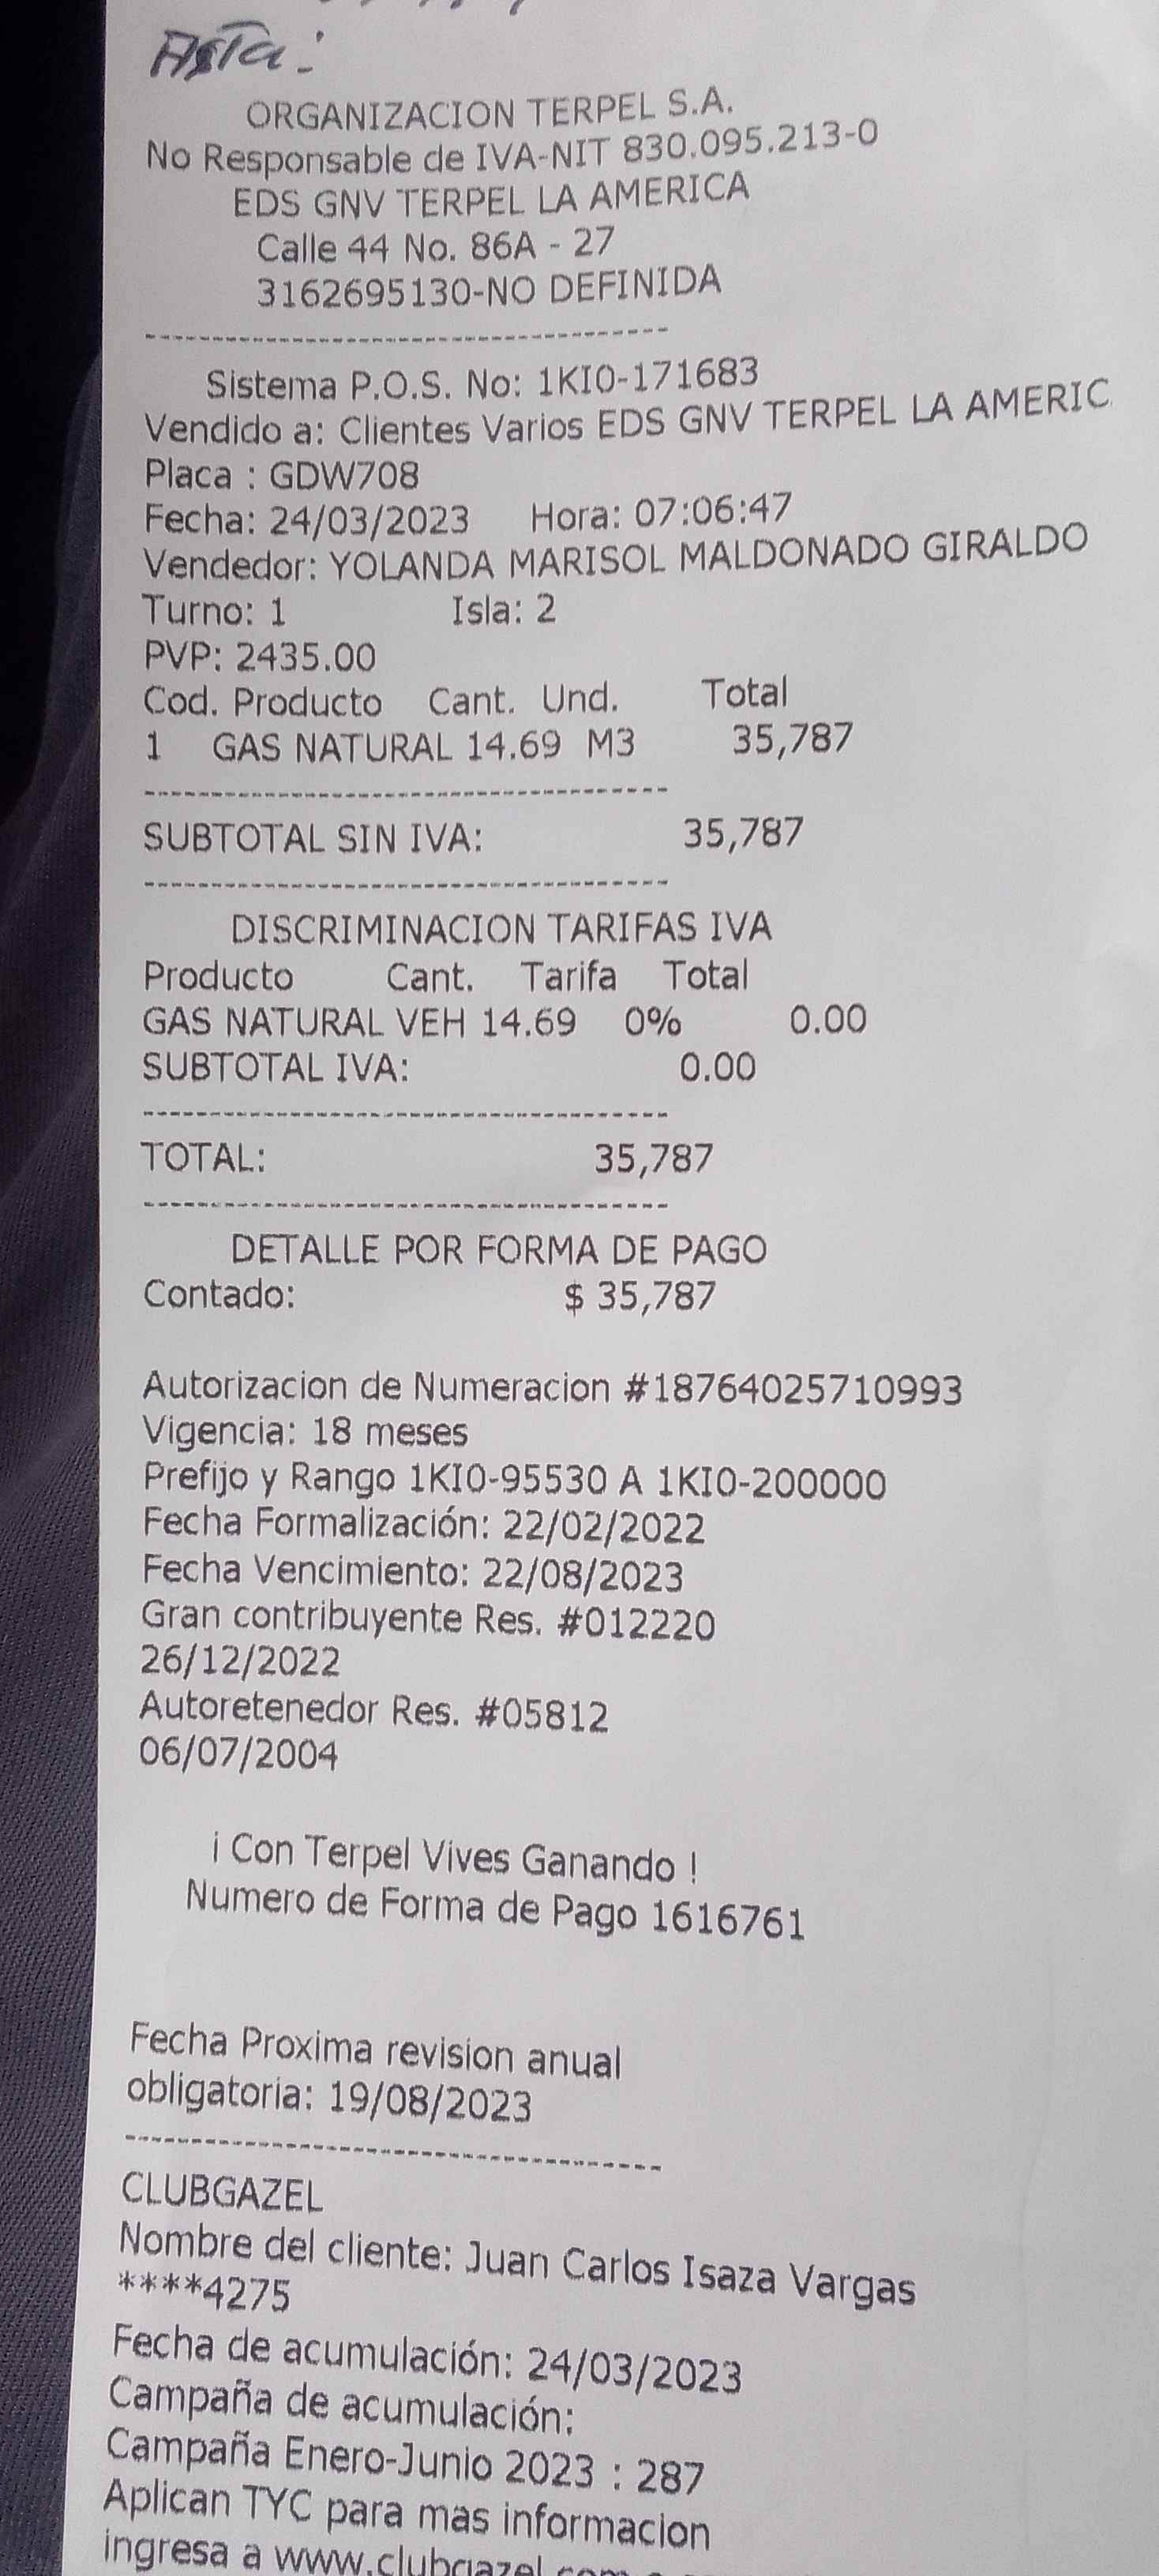 ORGANIZACION TERPEL S.A.
No Responsable de IVA-NIT 830.095.213-0
EDS GNV TERPEL LA AMERICA
Calle 44 No. 86A - 27
3162695130-NO DEFINIDA
Sistema P.O.S. No: 1KI0-171683
Vendido a: Clientes Varios EDS GNV TERPEL LA AMERIC
Placa : GDW708
Fecha: 24/03/2023 Hora: 07:06:47
Vendedor: YOLANDA MARISOL MALDONADO GIRALDO
Turno: 1 Isla: 2
PVP: 2435.00
Cod. Producto Cant. Und. Total
1 GAS NATURAL 14.69 M3 35,787
SUBTOTAL SIN IVA: 35,787
DISCRIMINACION TARIFAS IVA
Producto Cant. Tarifa Total
GAS NATURAL VEH 14.69 0% 0.00
SUBTOTAL IVA: 0.00
TOTAL: 35,787
DETALLE POR FORMA DE PAGO
Contado: $ 35,787
Autorizacion de Numeracion #18764025710993
Vigencia: 18 meses
Prefijo y Rango 1KI0-95530 A 1KI0-200000
Fecha Formalización: 22/02/2022
Fecha Vencimiento: 22/08/2023
Gran contribuyente Res. #012220
26/12/2022
Autoretenedor Res. #05812
06/07/2004
¡ Con Terpel Vives Ganando !
Numero de Forma de Pago 1616761
Fecha Proxima revision anual
obligatoria: 19/08/2023
CLUBGAZEL
Nombre del cliente: Juan Carlos Isaza Vargas
****4275
Fecha de acumulación: 24/03/2023
Campaña de acumulación:
Campaña Enero-Junio 2023 : 287
Aplican TYC para mas informacion
ingresa a www.clubgazel.com